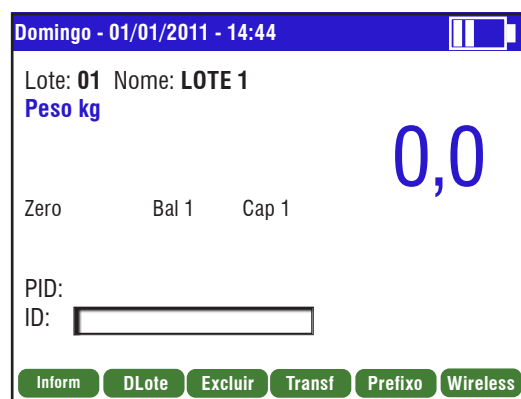 Domingo - 01/01/2011 - 14:44
Lote: 01 Nome: LOTE 1
Peso kg
0,0
Zero Bal 1 Cap 1
PID:
ID:
Inform DLote Excluir Transf Prefixo Wireless